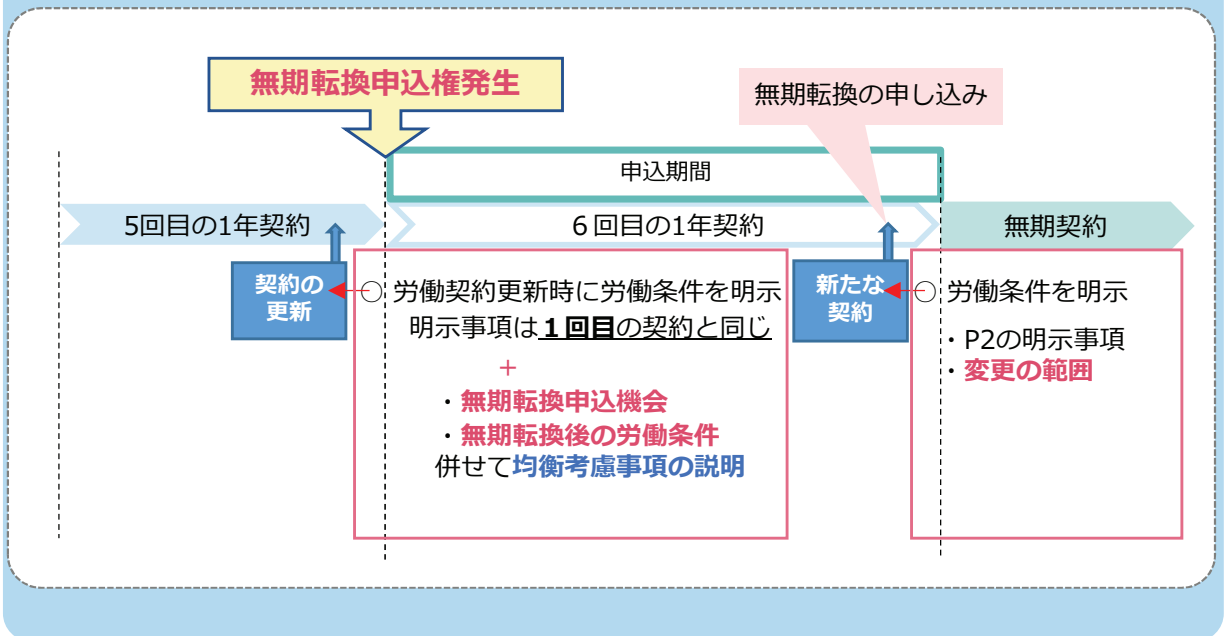 無期転換申込権発生
無期転換の申し込み
申込期間
5回目の1年契約
６回目の1年契約
無期契約
契約の
更新
○ 労働契約更新時に労働条件を明示
明示事項は１回目の契約と同じ
＋
・無期転換申込機会
・無期転換後の労働条件
併せて均衡考慮事項の説明
新たな
契約
○ 労働条件を明示
・P2の明示事項
・変更の範囲